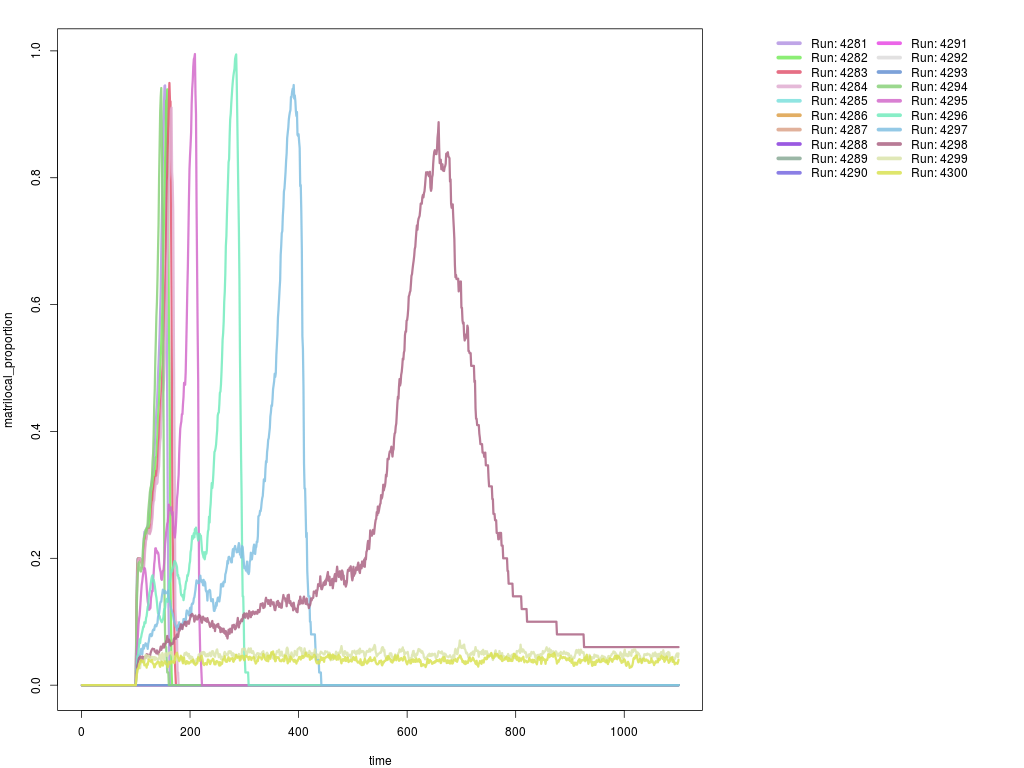 Run: 4281 Run: 4291
Run: 4282 Run: 4292
Run: 4283 Run: 4293
Run: 4284 Run: 4294
Run: 4285 Run: 4295
Run: 4286 Run: 4296
Run: 4287 Run: 4297
Run: 4288 Run: 4298
Run: 4289 Run: 4299
Run: 4290 Run: 4300
matrilocal_proportion
1.0
0.8
0.6
0.4
0.2
0.0
0 200 400 600 800 1000
time